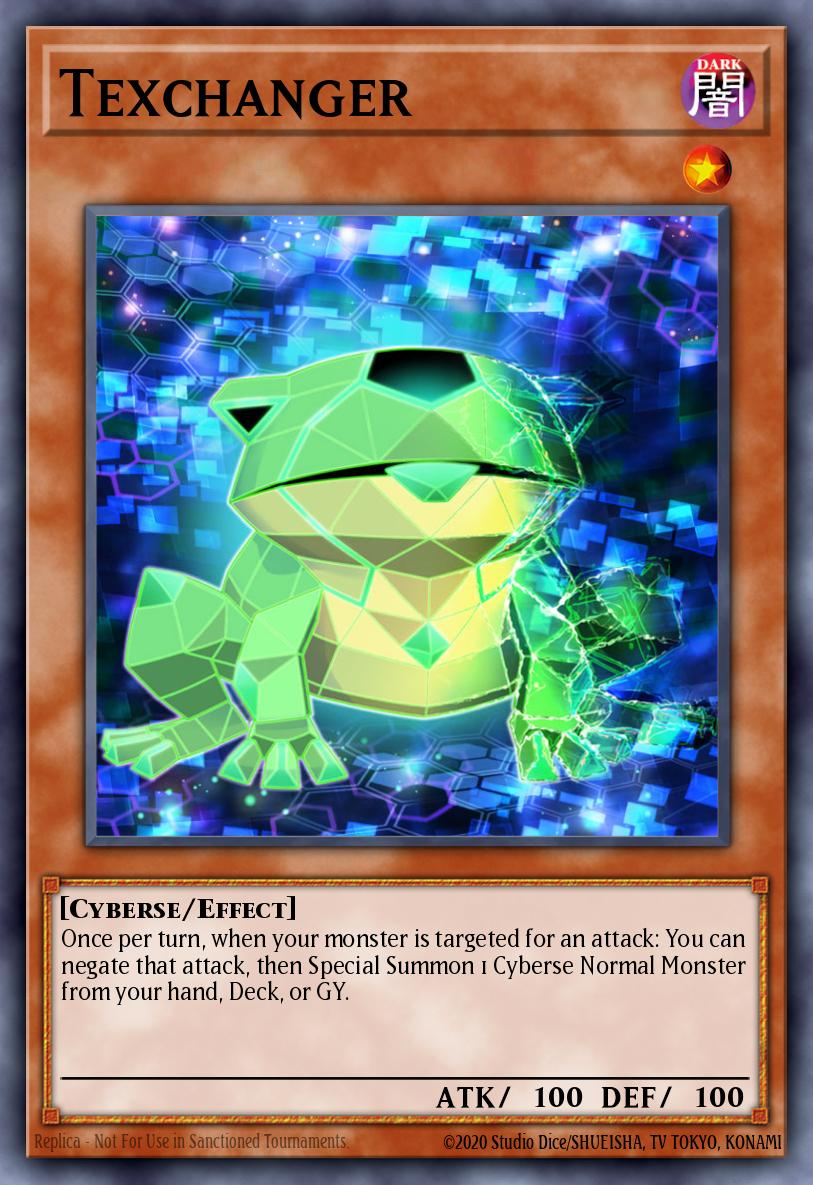 Texchanger
DARK
闇
[Cyberse/Effect]
Once per turn, when your monster is targeted for an attack: You can
negate that attack, then Special Summon 1 Cyberse Normal Monster
from your hand, Deck, or GY.
ATK/ 100 DEF/ 100
Replica - Not For Use in Sanctioned Tournaments.
©2020 Studio Dice/SHUEISHA, TV TOKYO, KONAMI